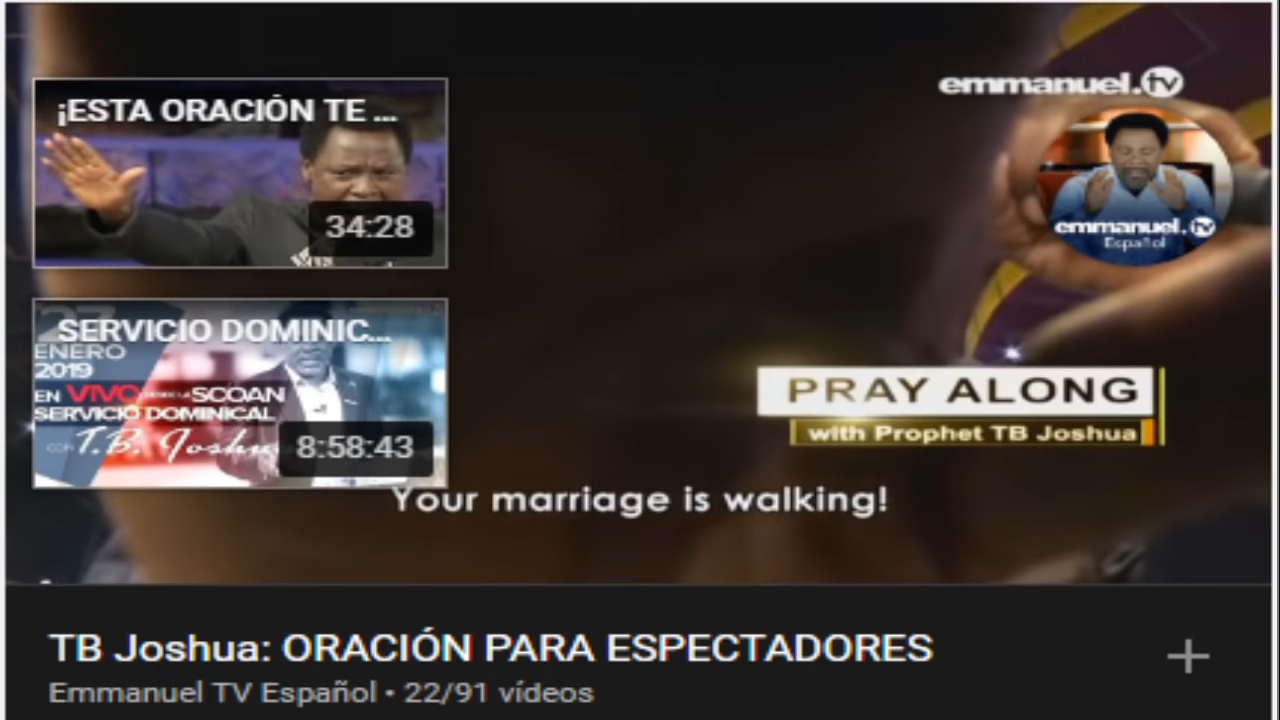 ¡ESTA ORACIÓN TE ...
34:28
emmanuel.tv
emmanuel.tv
Español
SERVICIO DOMINIC...
27
ENERO
2019
EN VIVO SCOAN
SERVICIO DOMINICAL
con T.B. Joshua
8:58:43
PRAY ALONG
with Prophet TB Joshua
Your marriage is walking!
TB Joshua: ORACIÓN PARA ESPECTADORES
Emmanuel TV Español • 22/91 vídeos